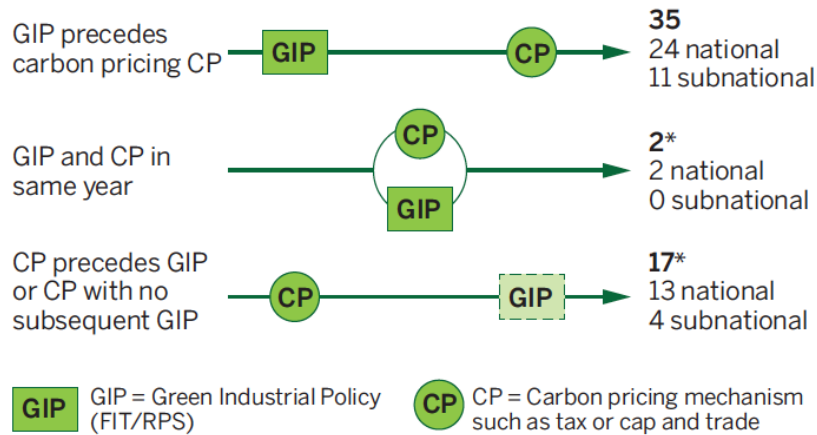 GIP precedes
carbon pricing CP
GIP
CP
35
24 national
11 subnational
GIP and CP in
same year
CP
GIP
2*
2 national
0 subnational
CP precedes GIP
or CP with no
subsequent GIP
CP
GIP
17*
13 national
4 subnational
GIP
GIP = Green Industrial Policy
(FIT/RPS)
CP
CP = Carbon pricing mechanism
such as tax or cap and trade